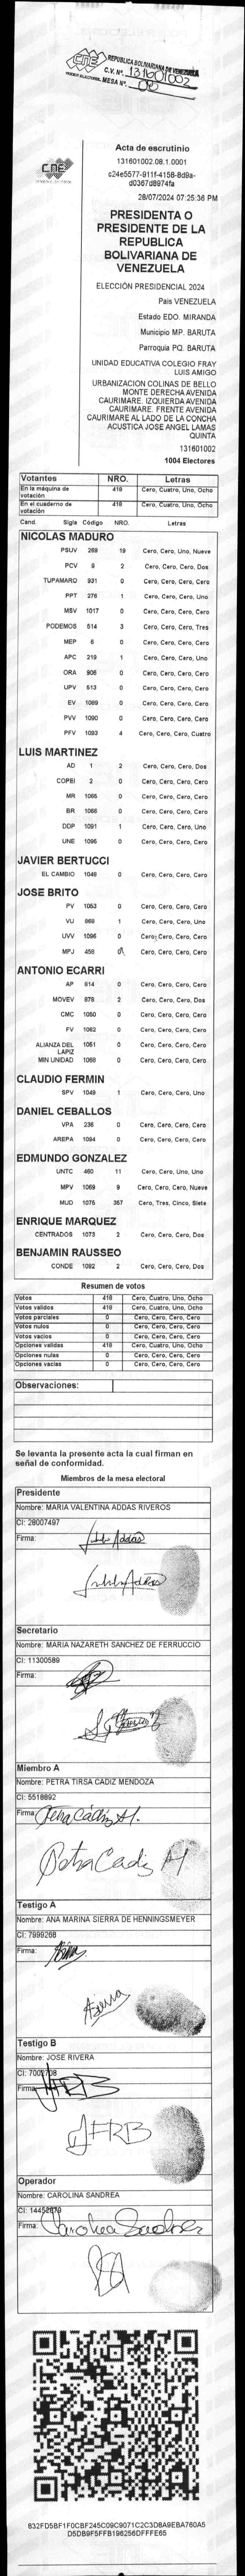 CNE
REPUBLICA BOLIVARIANA DE VENEZUELA
C.V. Nº. 131601002
MESA Nº. 08
CNE
Acta de escrutinio
131601002.08.1.0001
c24e5577-911f-4158-8d9a-
d0367d8974fa
28/07/2024 07:25:36 PM
PRESIDENTA O
PRESIDENTE DE LA
REPUBLICA
BOLIVARIANA DE
VENEZUELA
ELECCIÓN PRESIDENCIAL 2024
Pais VENEZUELA
Estado EDO. MIRANDA
Municipio MP. BARUTA
Parroquia PQ. BARUTA
UNIDAD EDUCATIVA COLEGIO FRAY
LUIS AMIGO
URBANIZACION COLINAS DE BELLO
MONTE DERECHA AVENIDA
CAURIMARE. IZQUIERDA AVENIDA
CAURIMARE. FRENTE AVENIDA
CAURIMARE AL LADO DE LA CONCHA
ACUSTICA JOSE ANGEL LAMAS
QUINTA
131601002
1004 Electores
Votantes NRO. Letras
En la máquina de votación 418 Cero, Cuatro, Uno, Ocho
En el cuaderno de votación 418 Cero, Cuatro, Uno, Ocho
Cand. Sigla Código NRO. Letras
NICOLAS MADURO
PSUV 269 19 Cero, Cero, Uno, Nueve
PCV 9 2 Cero, Cero, Cero, Dos
TUPAMARO 931 0 Cero, Cero, Cero, Cero
PPT 276 1 Cero, Cero, Cero, Uno
MSV 1017 0 Cero, Cero, Cero, Cero
PODEMOS 514 3 Cero, Cero, Cero, Tres
MEP 6 0 Cero, Cero, Cero, Cero
APC 219 1 Cero, Cero, Cero, Uno
ORA 906 0 Cero, Cero, Cero, Cero
UPV 513 0 Cero, Cero, Cero, Cero
EV 1089 0 Cero, Cero, Cero, Cero
PVV 1090 0 Cero, Cero, Cero, Cero
PFV 1093 4 Cero, Cero, Cero, Cuatro
LUIS MARTINEZ
AD 1 2 Cero, Cero, Cero, Dos
COPEI 2 0 Cero, Cero, Cero, Cero
MR 1065 0 Cero, Cero, Cero, Cero
BR 1066 0 Cero, Cero, Cero, Cero
DDP 1091 1 Cero, Cero, Cero, Uno
UNE 1095 0 Cero, Cero, Cero, Cero
JAVIER BERTUCCI
EL CAMBIO 1048 0 Cero, Cero, Cero, Cero
JOSE BRITO
PV 1053 0 Cero, Cero, Cero, Cero
VU 869 1 Cero, Cero, Cero, Uno
UVV 1096 0 Cero, Cero, Cero, Cero
MPJ 456 0 Cero, Cero, Cero, Cero
ANTONIO ECARRI
AP 814 0 Cero, Cero, Cero, Cero
MOVEV 878 2 Cero, Cero, Cero, Dos
CMC 1050 0 Cero, Cero, Cero, Cero
FV 1062 0 Cero, Cero, Cero, Cero
ALIANZA DEL LAPIZ 1051 0 Cero, Cero, Cero, Cero
MIN UNIDAD 1068 0 Cero, Cero, Cero, Cero
CLAUDIO FERMIN
SPV 1049 1 Cero, Cero, Cero, Uno
DANIEL CEBALLOS
VPA 236 0 Cero, Cero, Cero, Cero
AREPA 1094 0 Cero, Cero, Cero, Cero
EDMUNDO GONZALEZ
UNTC 460 11 Cero, Cero, Uno, Uno
MPV 1069 9 Cero, Cero, Cero, Nueve
MUD 1075 357 Cero, Tres, Cinco, Siete
ENRIQUE MARQUEZ
CENTRADOS 1073 2 Cero, Cero, Cero, Dos
BENJAMIN RAUSSEO
CONDE 1092 2 Cero, Cero, Cero, Dos
Resumen de votos
Votos 418 Cero, Cuatro, Uno, Ocho
Votos validos 418 Cero, Cuatro, Uno, Ocho
Votos parciales 0 Cero, Cero, Cero, Cero
Votos nulos 0 Cero, Cero, Cero, Cero
Votos vacios 0 Cero, Cero, Cero, Cero
Opciones validas 418 Cero, Cuatro, Uno, Ocho
Opciones nulas 0 Cero, Cero, Cero, Cero
Opciones vacias 0 Cero, Cero, Cero, Cero
Observaciones:
Se levanta la presente acta la cual firman en
señal de conformidad.
Miembros de la mesa electoral
Presidente
Nombre: MARIA VALENTINA ADDAS RIVEROS
CI: 28007497
Firma:
Secretario
Nombre: MARIA NAZARETH SANCHEZ DE FERRUCCIO
CI: 11300589
Firma:
Miembro A
Nombre: PETRA TIRSA CADIZ MENDOZA
CI: 5518892
Firma: Petra Cádiz M.
Petra Cadiz M
Testigo A
Nombre: ANA MARINA SIERRA DE HENNINGSMEYER
CI: 7999268
Firma:
Asierra
Testigo B
Nombre: JOSE RIVERA
Firma:
JFRB
Operador
Nombre: CAROLINA SANDREA
Firma: Carolina Sandrea
B32FD5BF1F0CBF245C09C9071C2C3D8A9EBA760A5
D5DB9F5FFB196256DFFFE65